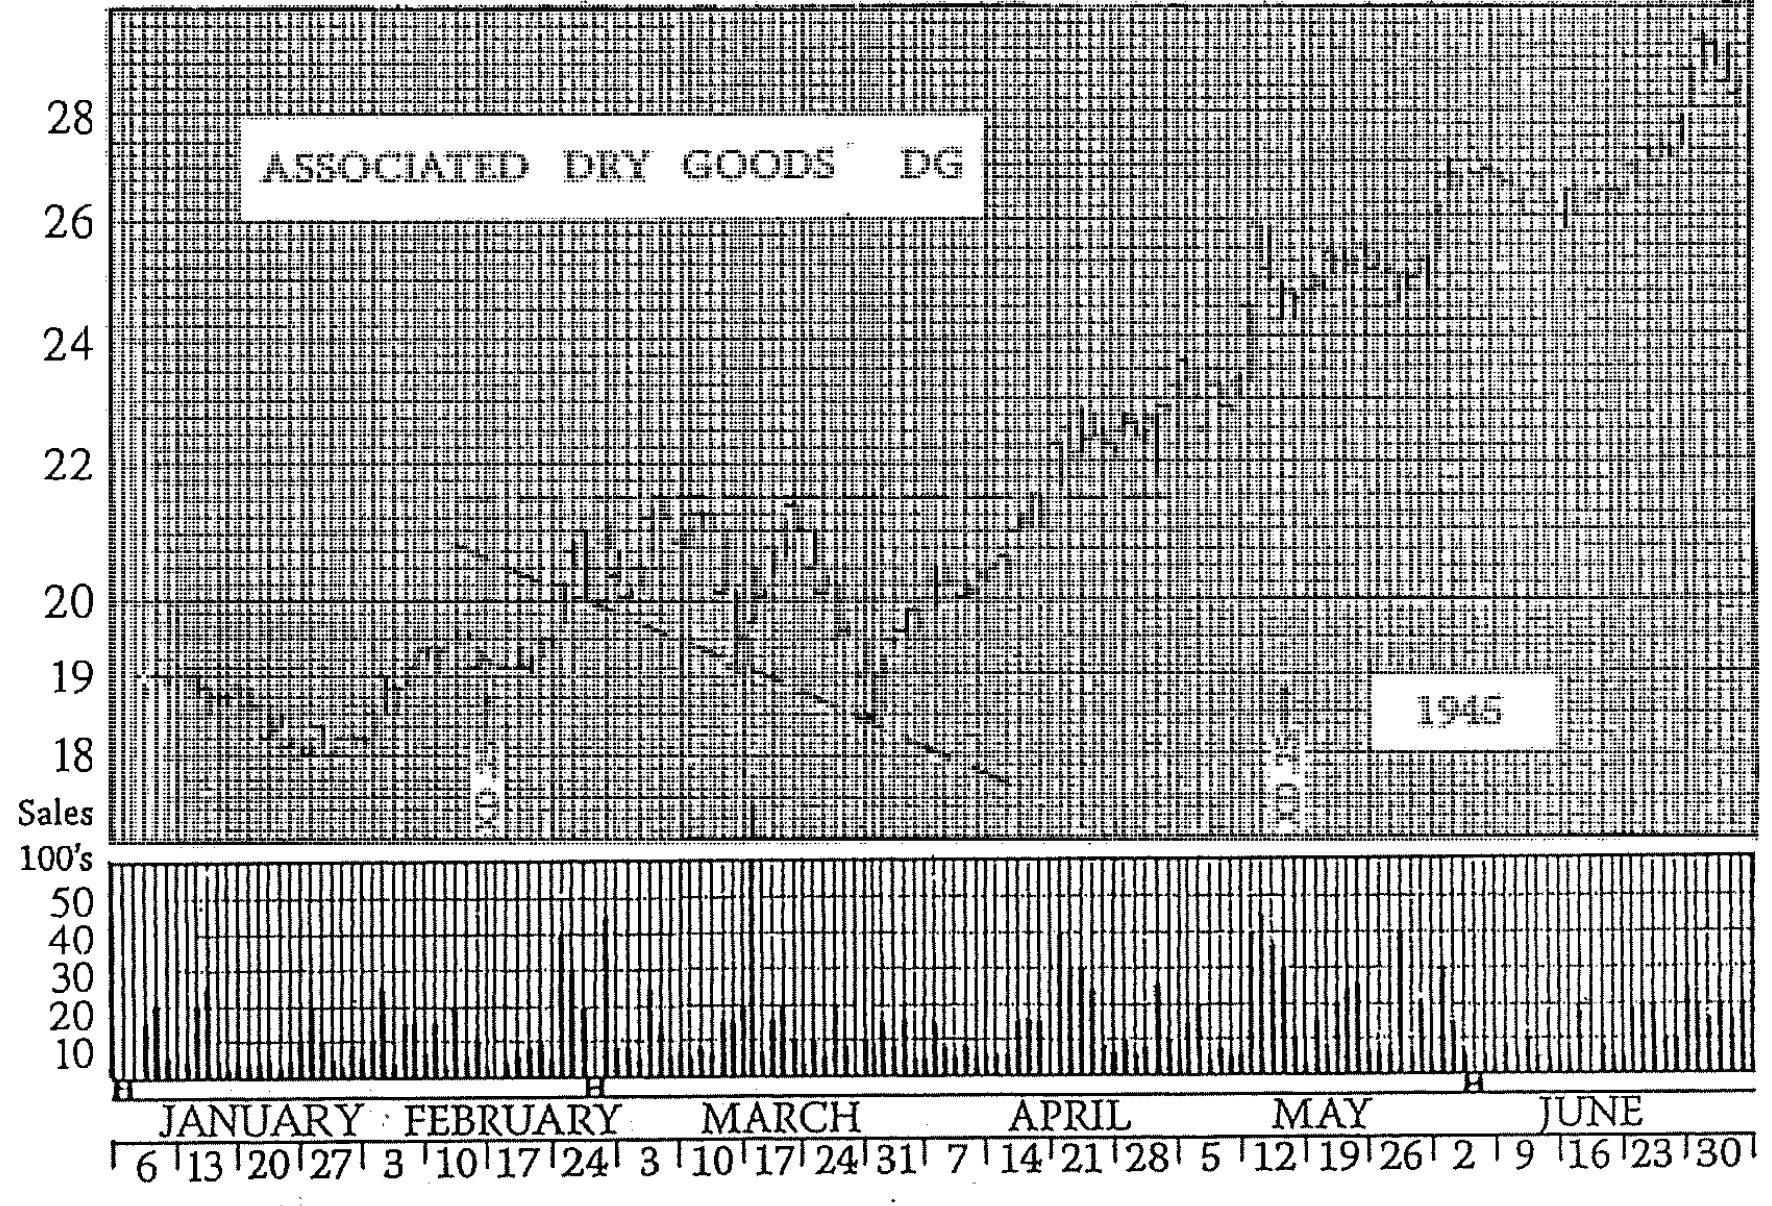 28
ASSOCIATED DRY GOODS DG
26
24
22
20
19
1945
18
Sales
100's
50
40
30
20
10
H H H
JANUARY FEBRUARY MARCH APRIL MAY JUNE
6 13 20 27 3 10 17 24 3 10 17 24 31 7 14 21 28 5 12 19 26 2 9 16 23 30